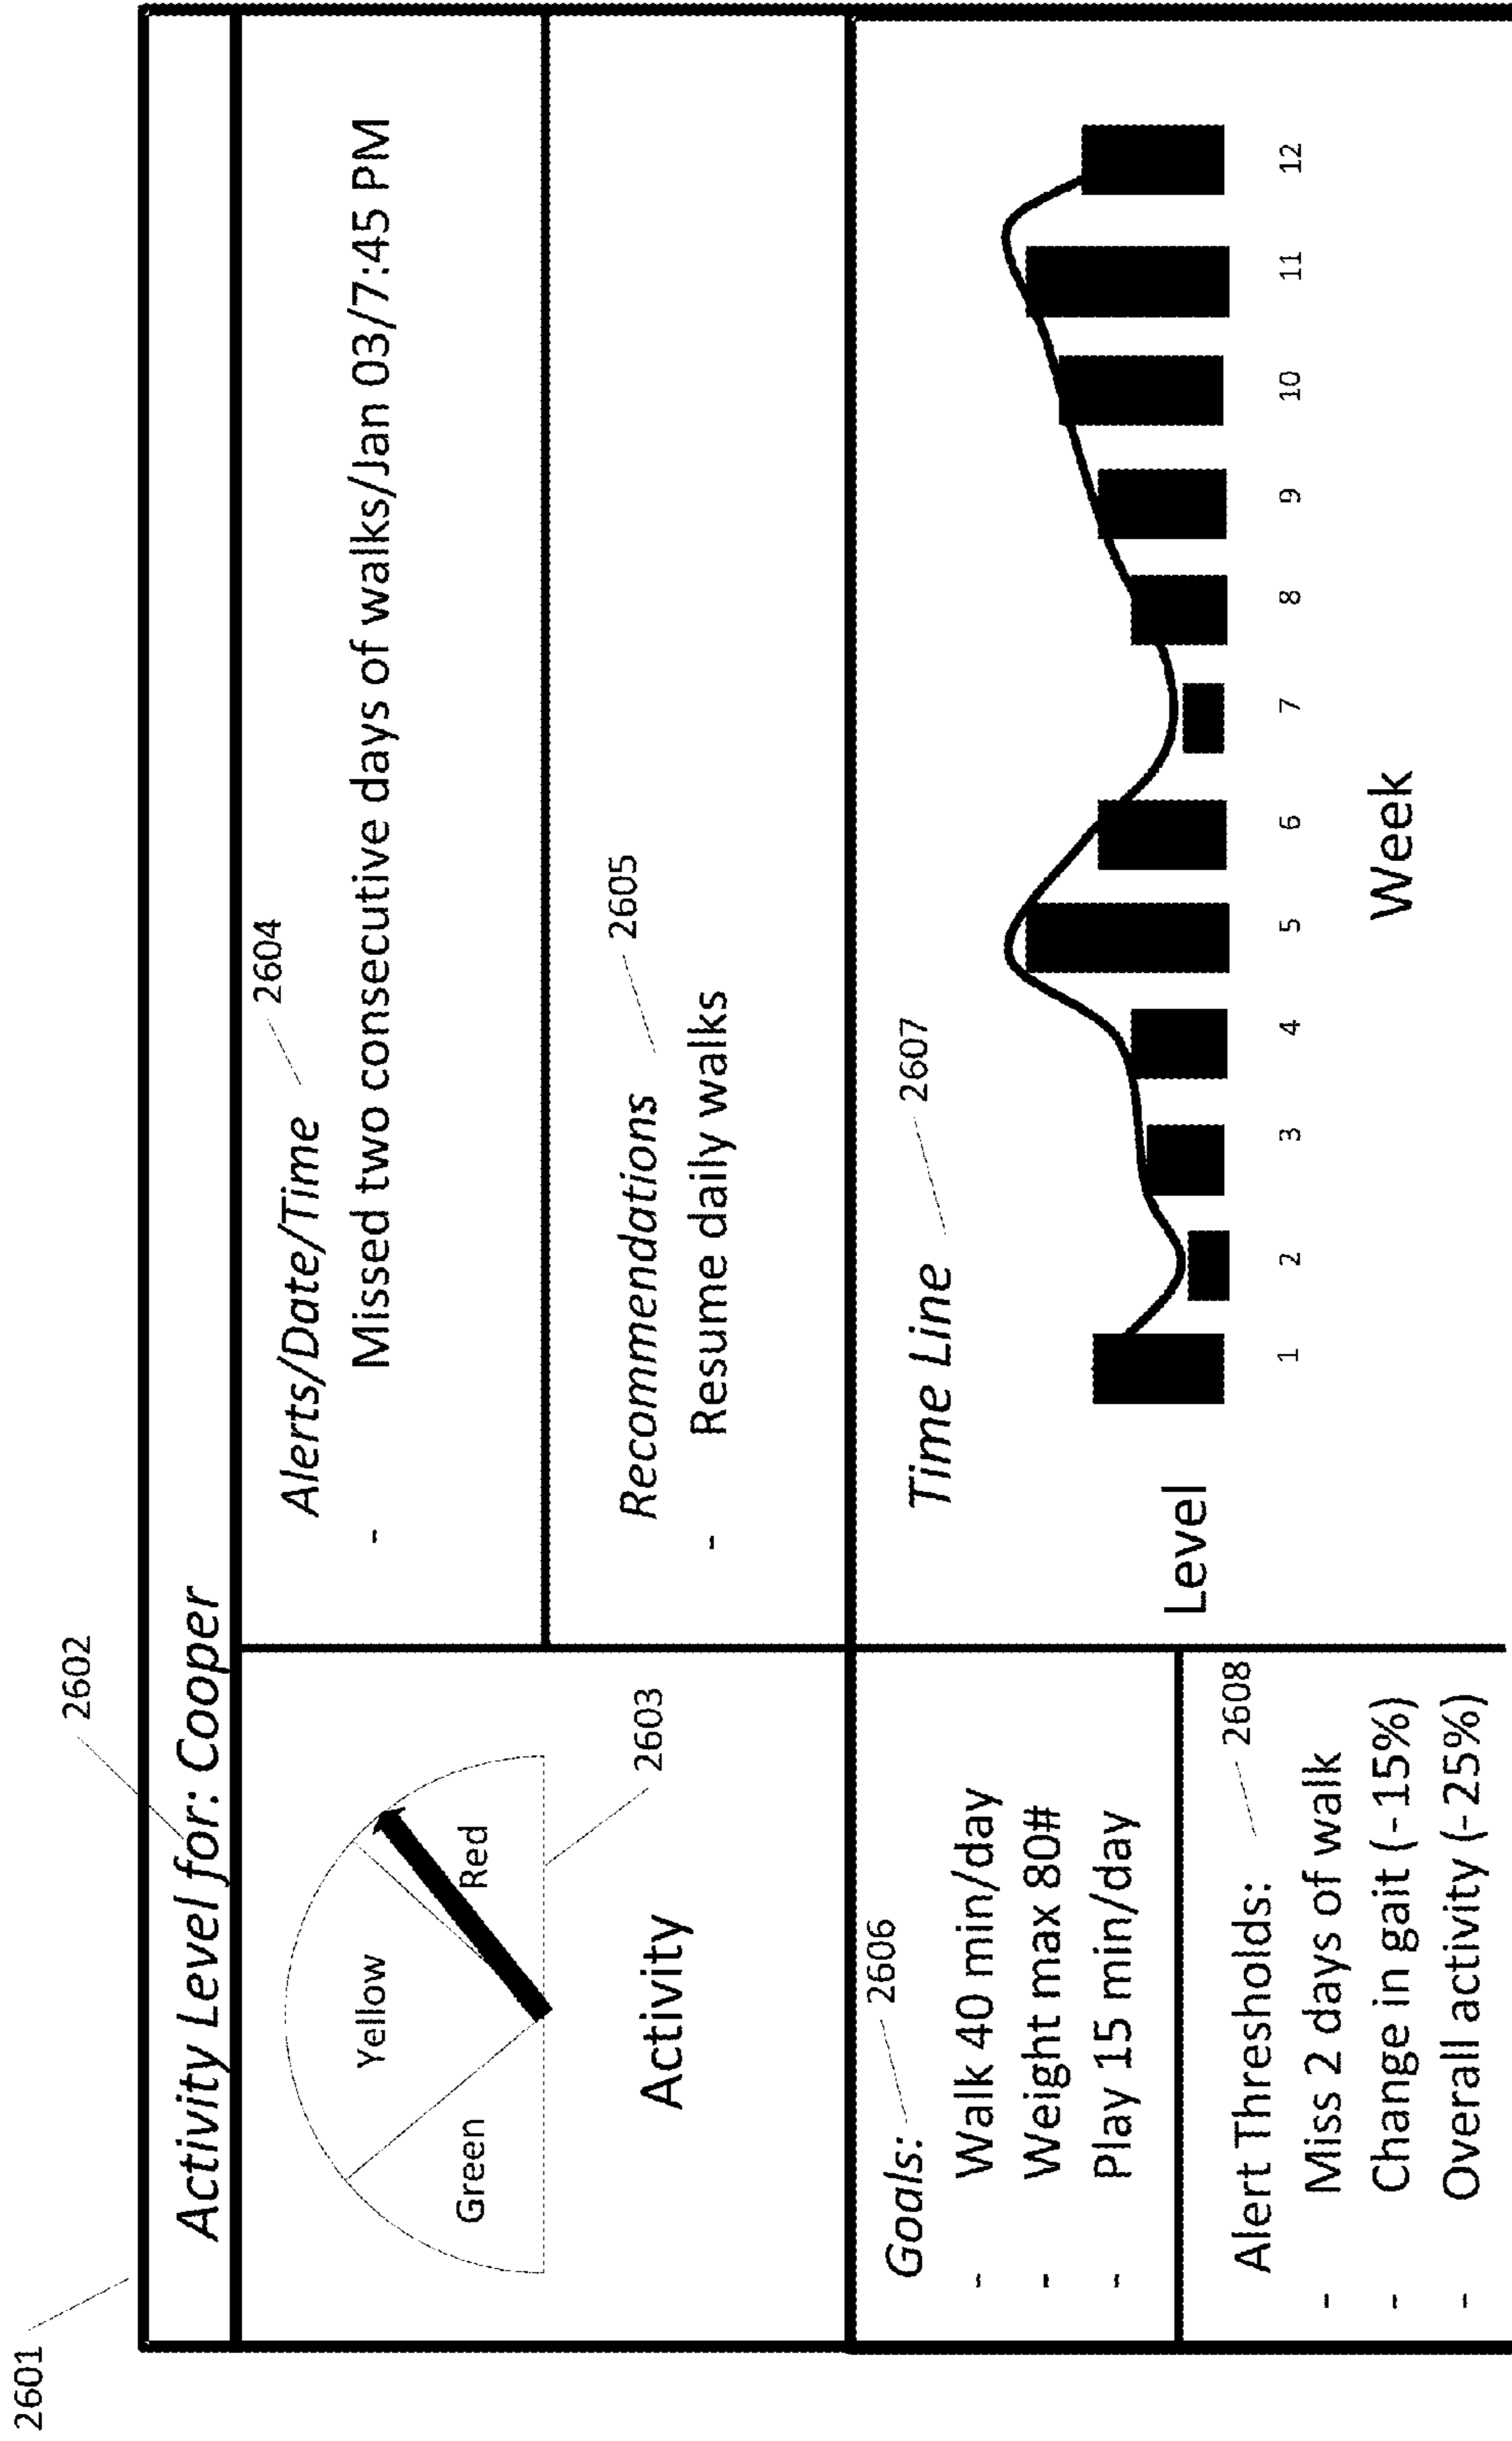 2601
2602
Activity Level for: Cooper
Green
Yellow
Red
2603
Activity
Alerts/Date/Time
2604
- Missed two consecutive days of walks/Jan 03/7:45 PM
Recommendations
2605
- Resume daily walks
Goals:
2606
- Walk 40 min/day
- Weight max 80#
- Play 15 min/day
Alert Thresholds:
2608
- Miss 2 days of walk
- Change in gait (-15%)
- Overall activity (-25%)
Time Line
2607
Level
1 2 3 4 5 6 7 8 9 10 11 12
Week